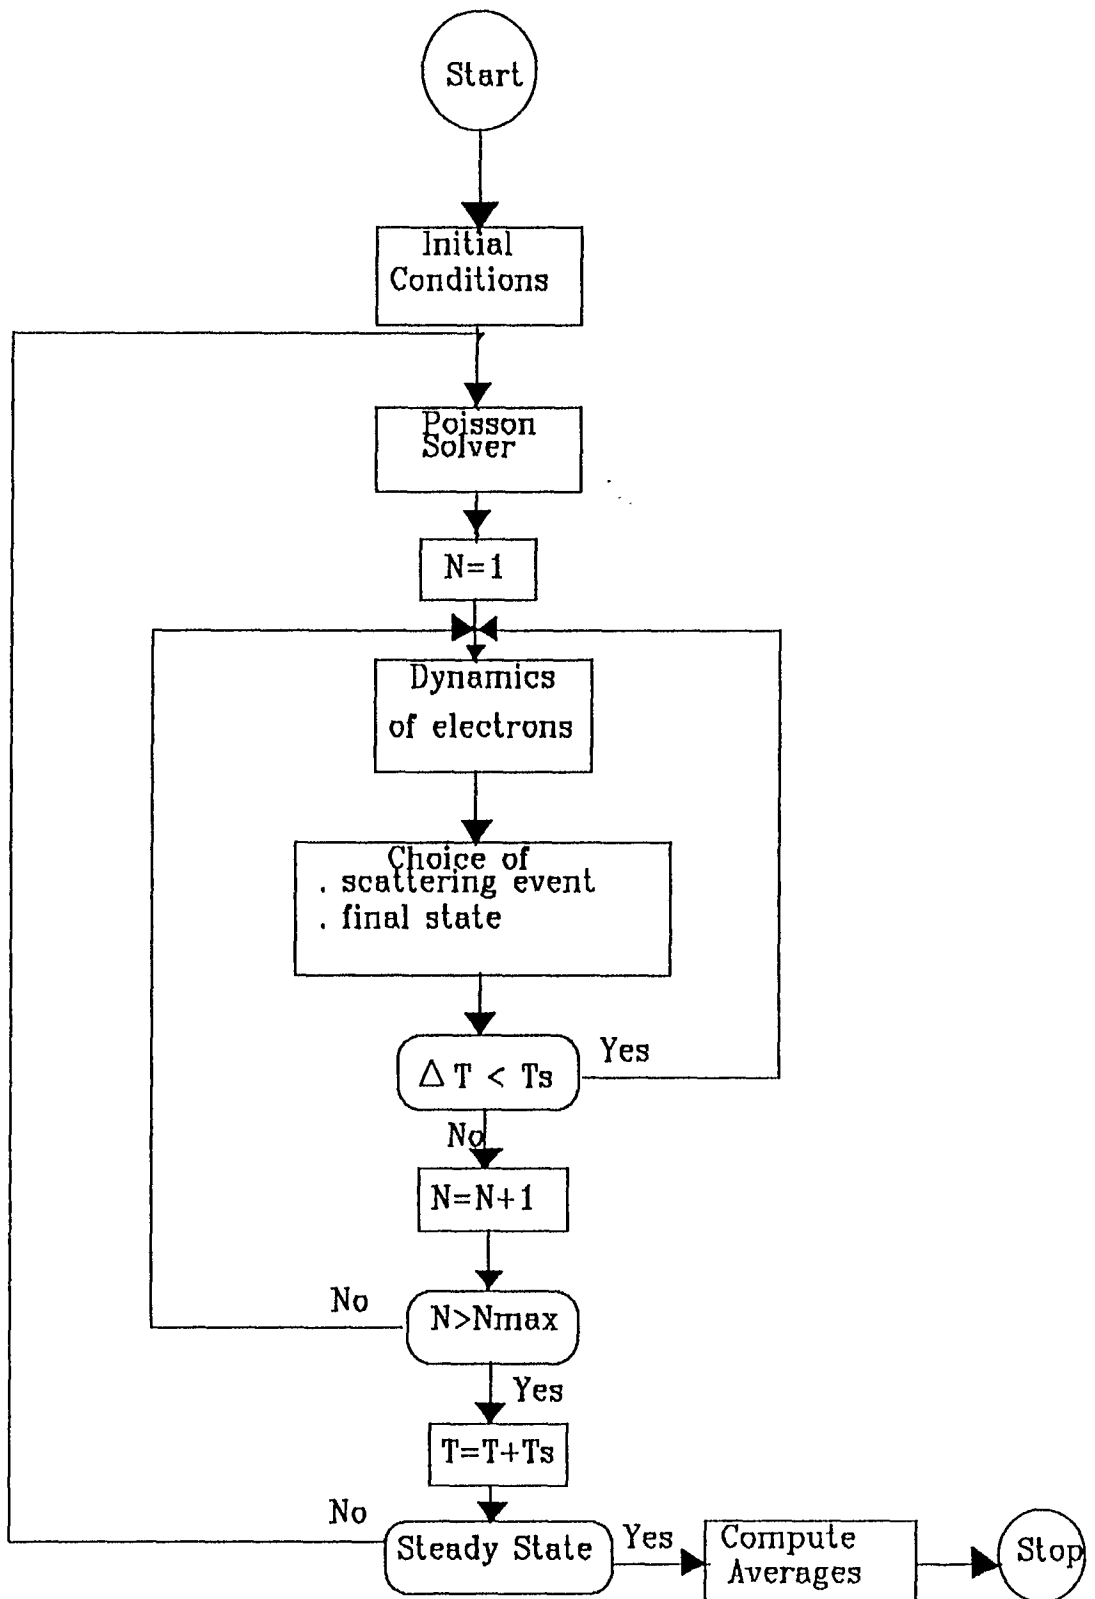 Start
Initial
Conditions
Poisson
Solver
N=1
Dynamics
of electrons
Choice of
. scattering event
. final state
Δ T < Ts
Yes
No
N=N+1
No
N>Nmax
Yes
T=T+Ts
No
Steady State
Yes
Compute
Averages
Stop